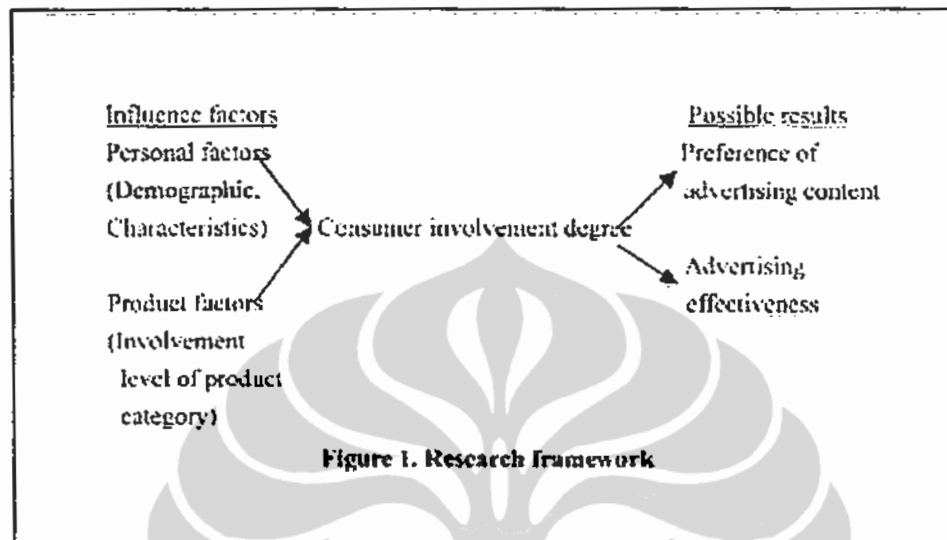 Influence factors
Personal factors
(Demographic,
Characteristics)
Product factors
(Involvement
level of product
category)
Consumer involvement degree
Possible results
Preference of
advertising content
Advertising
effectiveness
Figure 1. Research framework